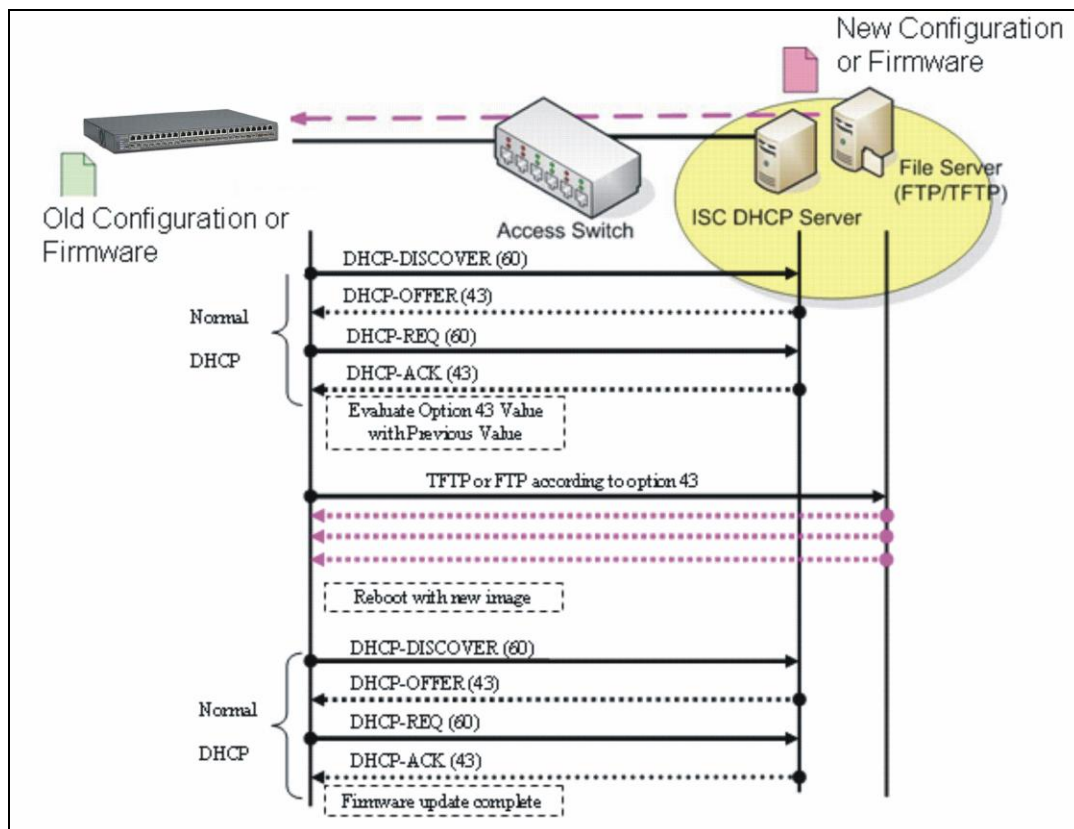 New Configuration
or Firmware
File Server
(FTP/TFTP)
ISC DHCP Server
Access Switch
Old Configuration or
Firmware
DHCP-DISCOVER (60)
DHCP-OFFER (43)
Normal
DHCP-REQ (60)
DHCP
DHCP-ACK (43)
Evaluate Option 43 Value
with Previous Value
TFTP or FTP according to option 43
Reboot with new image
DHCP-DISCOVER (60)
DHCP-OFFER (43)
Normal
DHCP-REQ (60)
DHCP
DHCP-ACK (43)
Firmware update complete